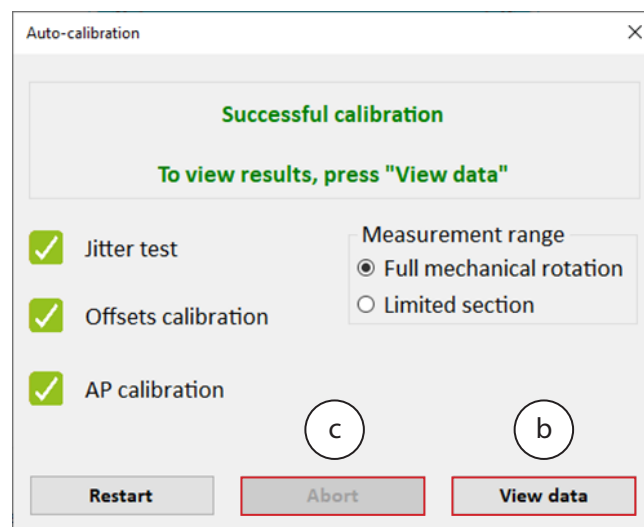 Auto-calibration
Successful calibration
To view results, press "View data"
Jitter test
Offsets calibration
AP calibration
Measurement range
Full mechanical rotation
Limited section
c
b
Restart
Abort
View data